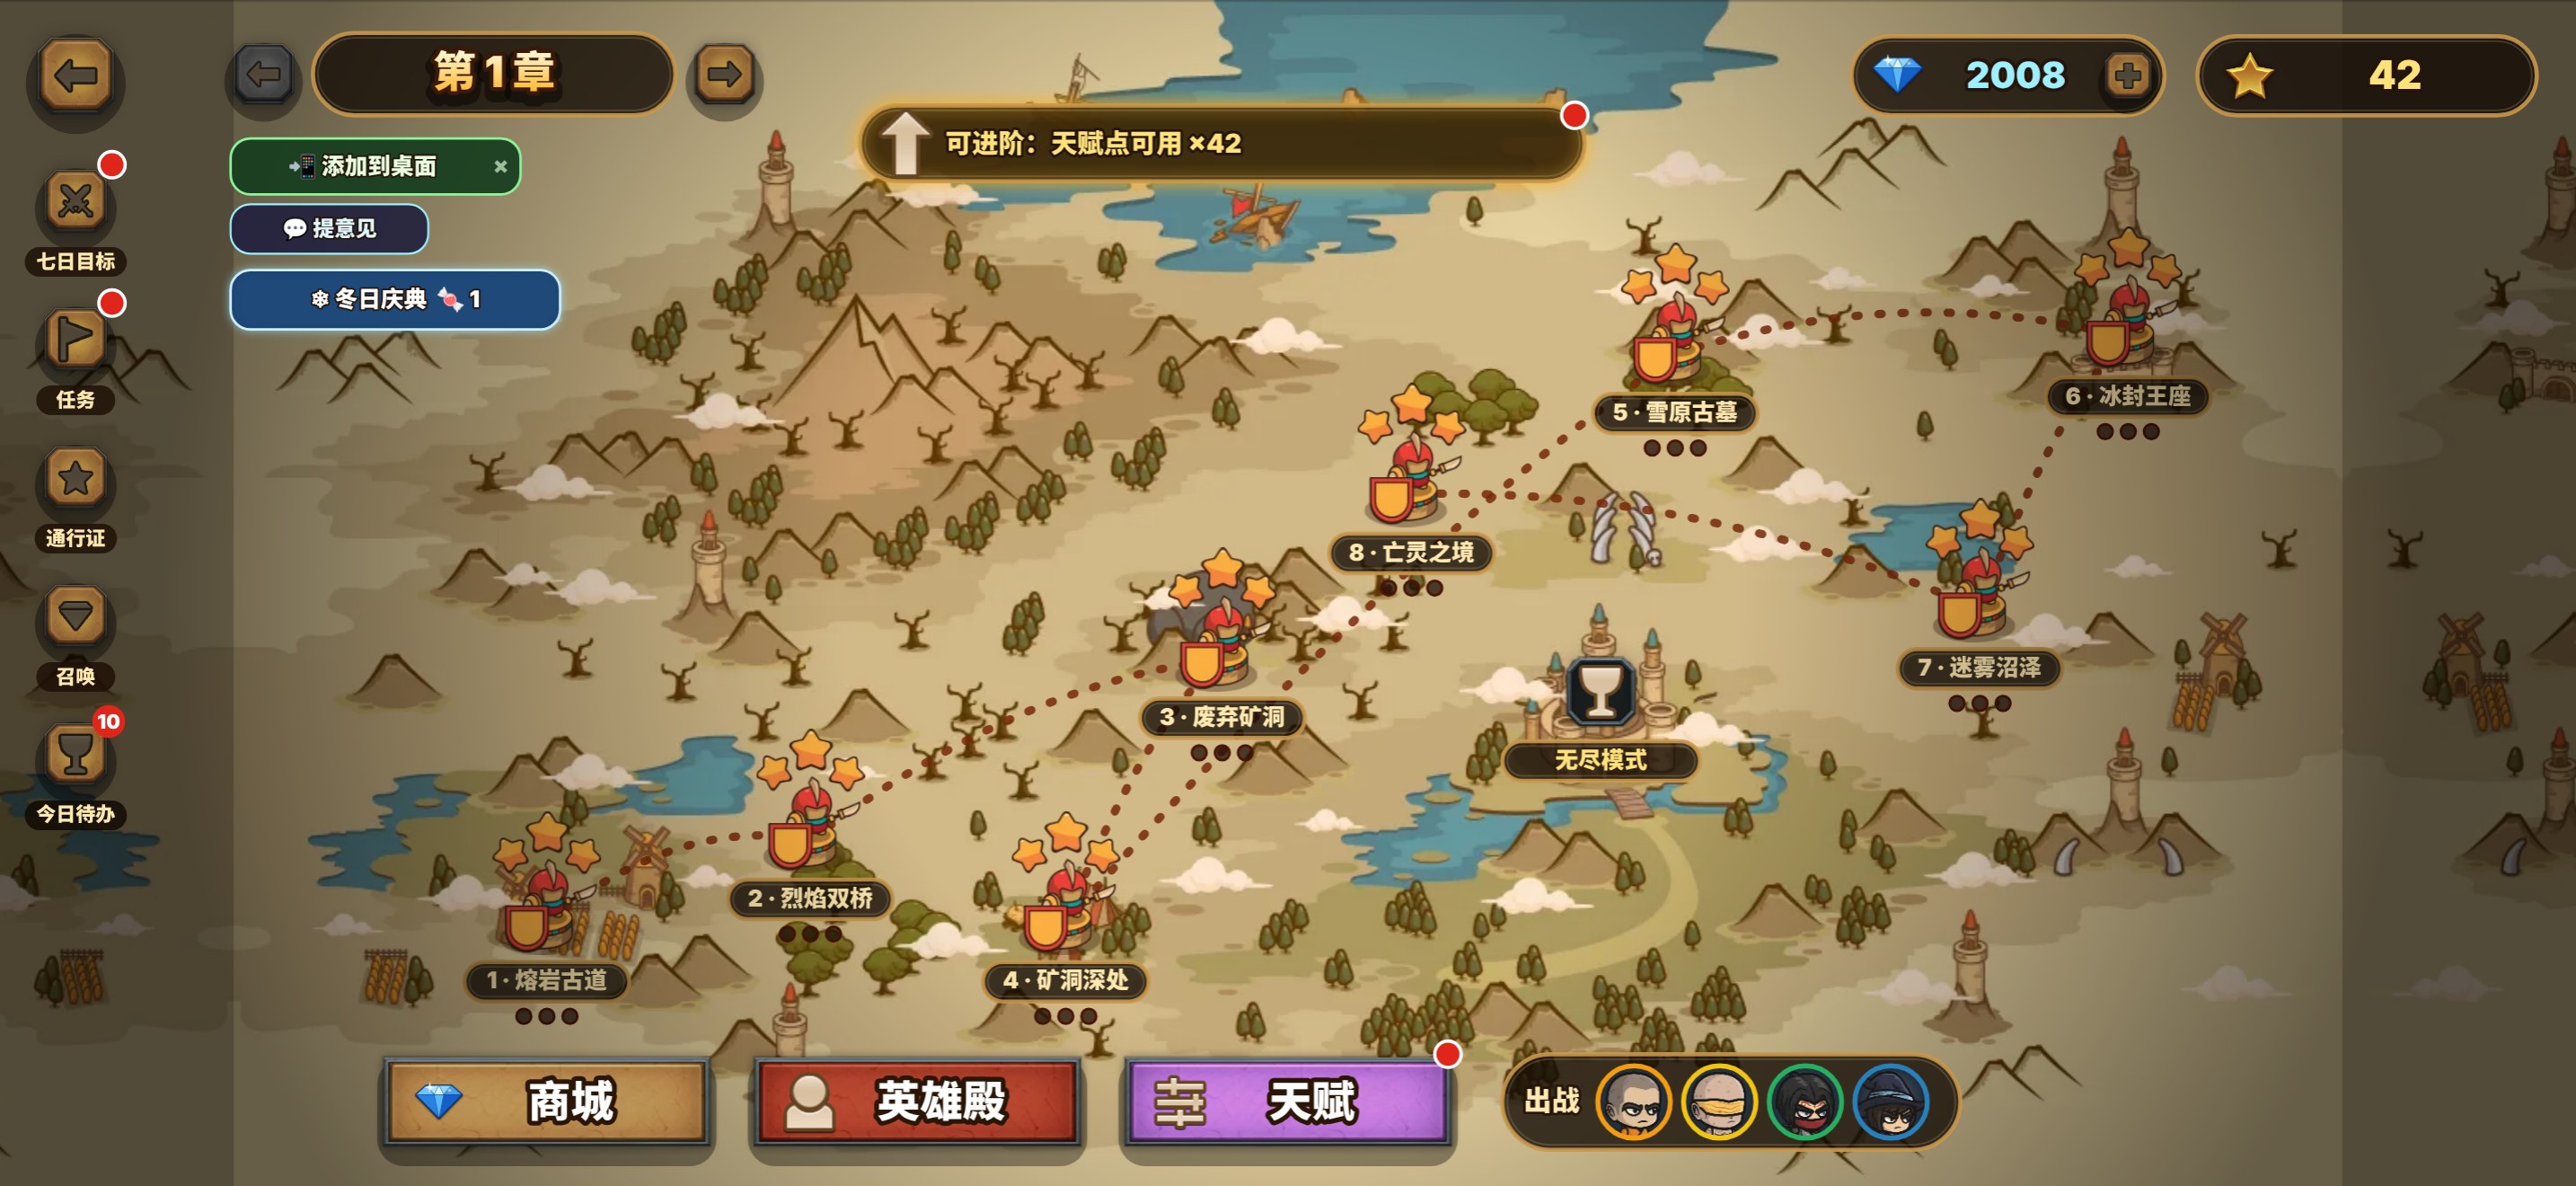 第1章
2008
42
可进阶：天赋点可用 ×42
添加到桌面 ×
提意见
冬日庆典 1
七日目标
任务
通行证
召唤
10
今日待办
5·雪原古墓
6·冰封王座
8·亡灵之境
7·迷雾沼泽
3·废弃矿洞
无尽模式
2·烈焰双桥
1·熔岩古道
4·矿洞深处
商城
英雄殿
天赋
出战